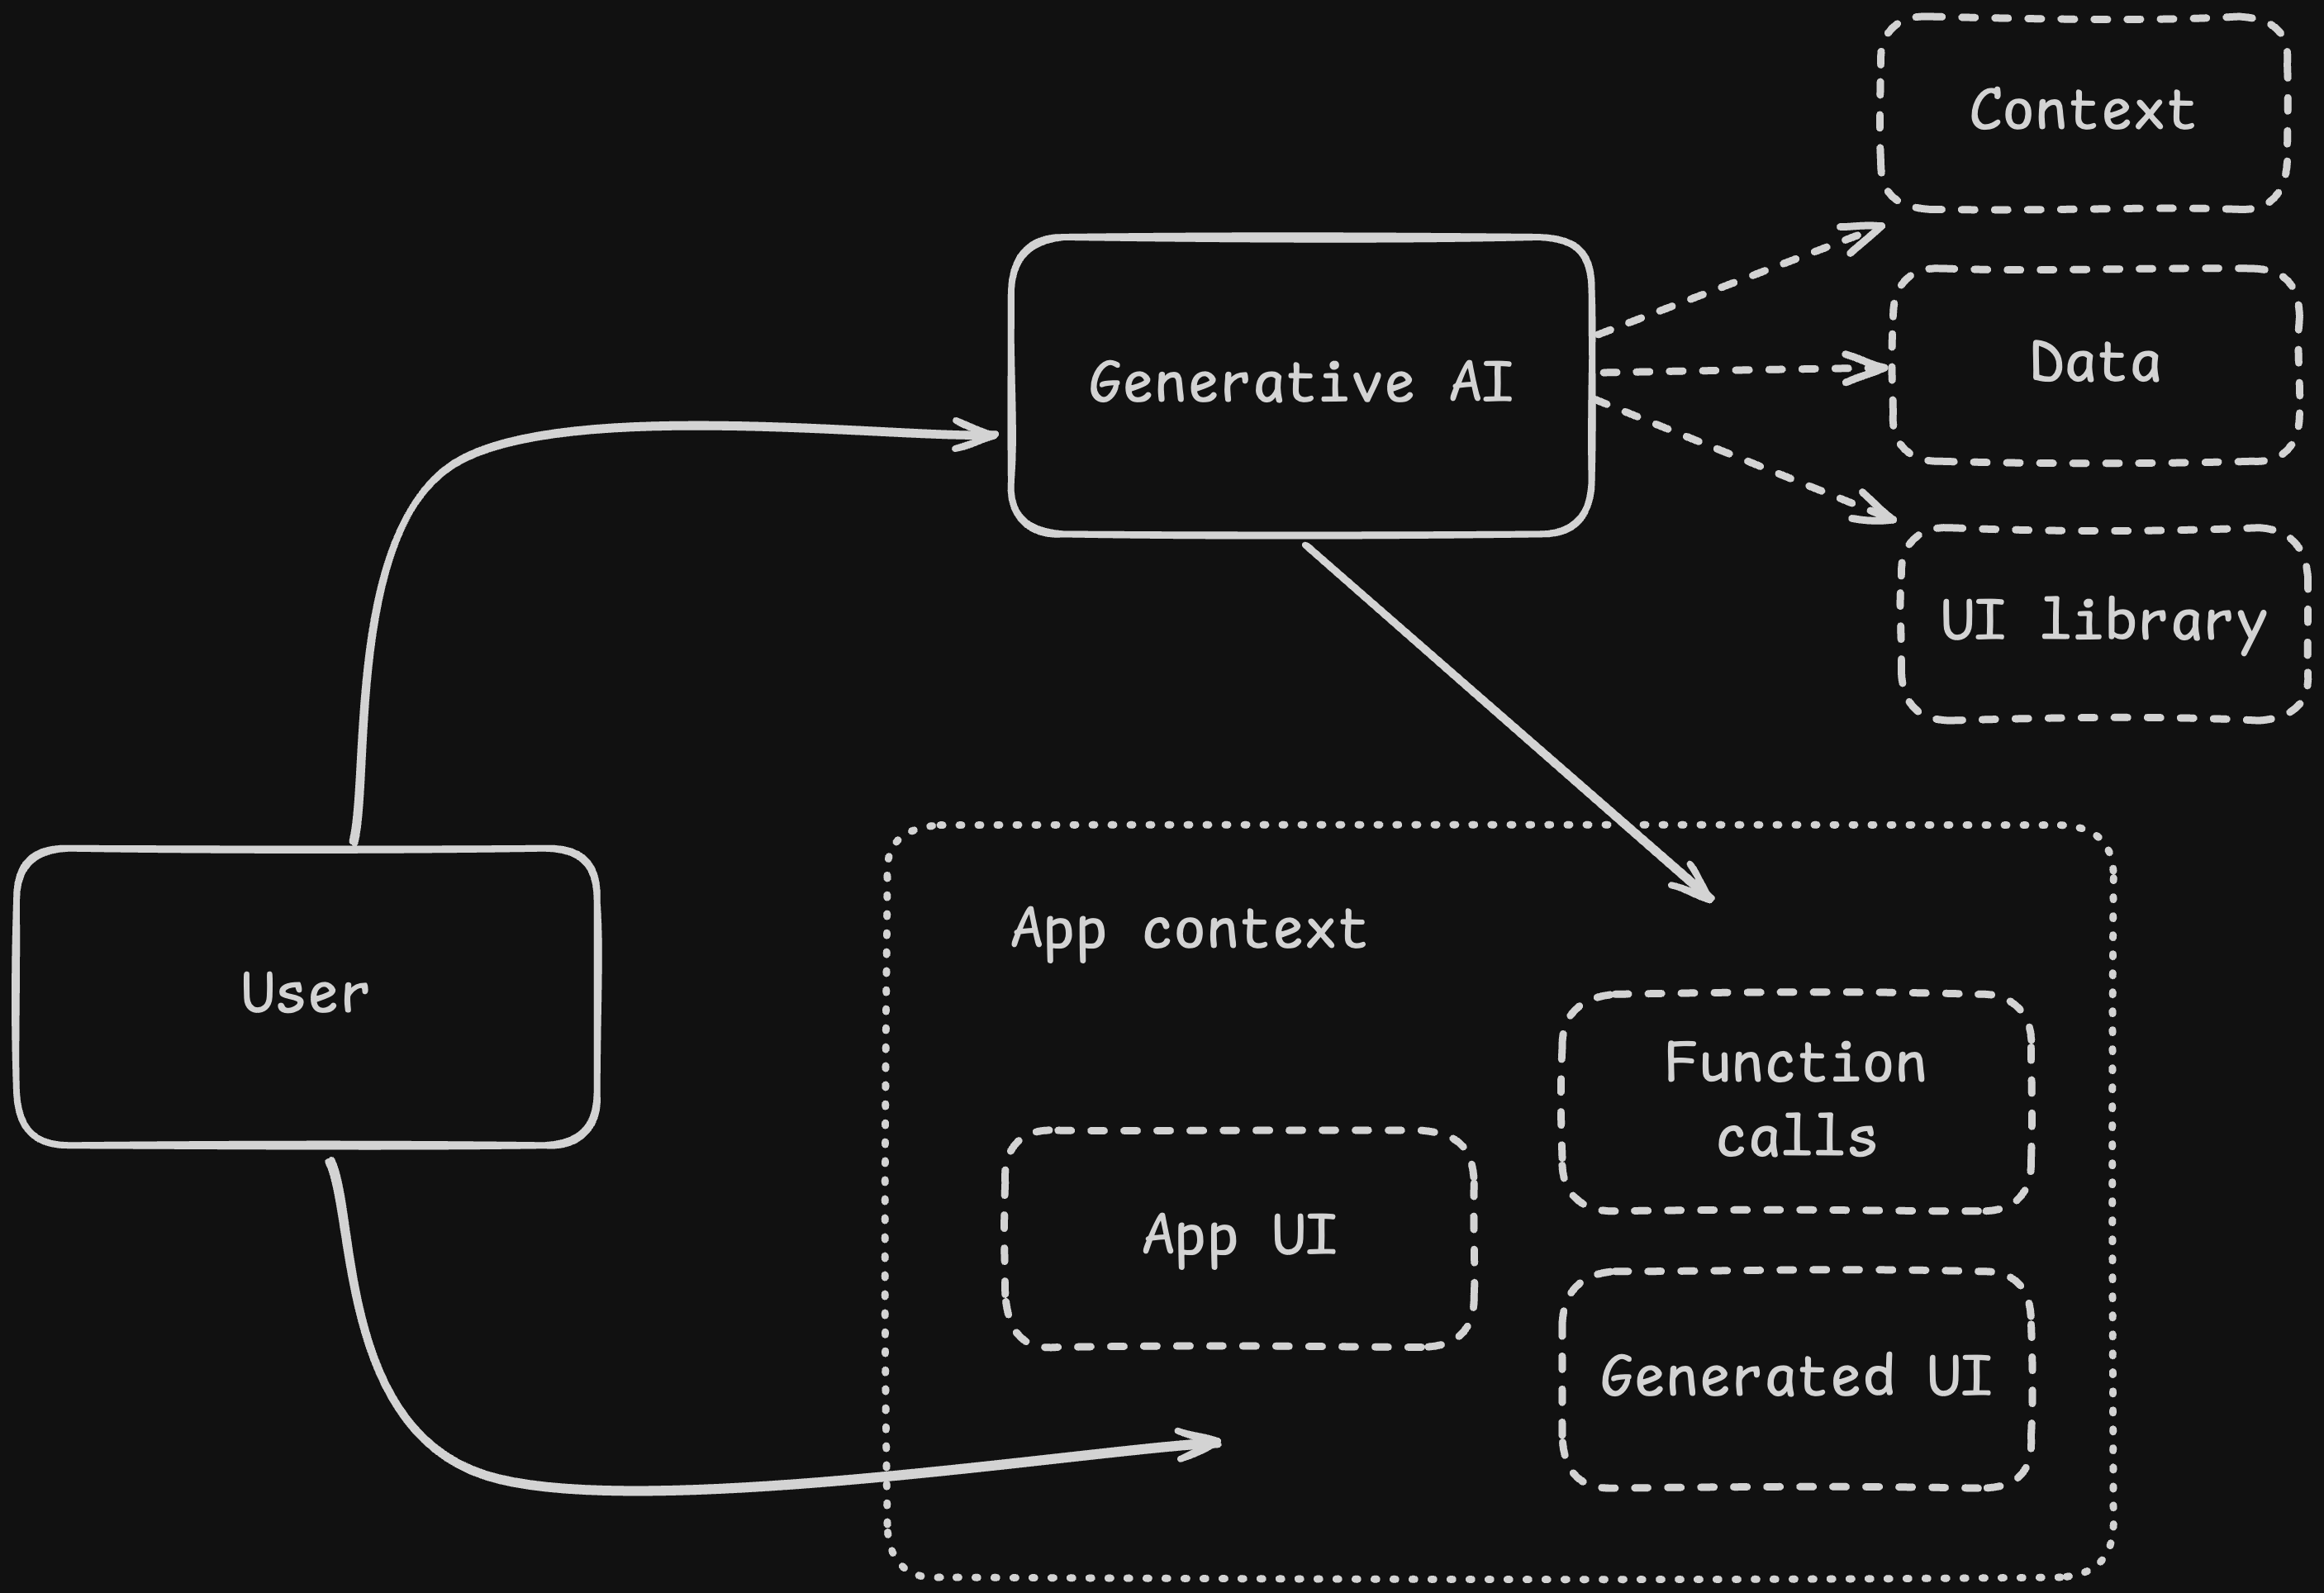 Context
Generative AI
Data
UI library
User
App context
Function
calls
App UI
Generated UI